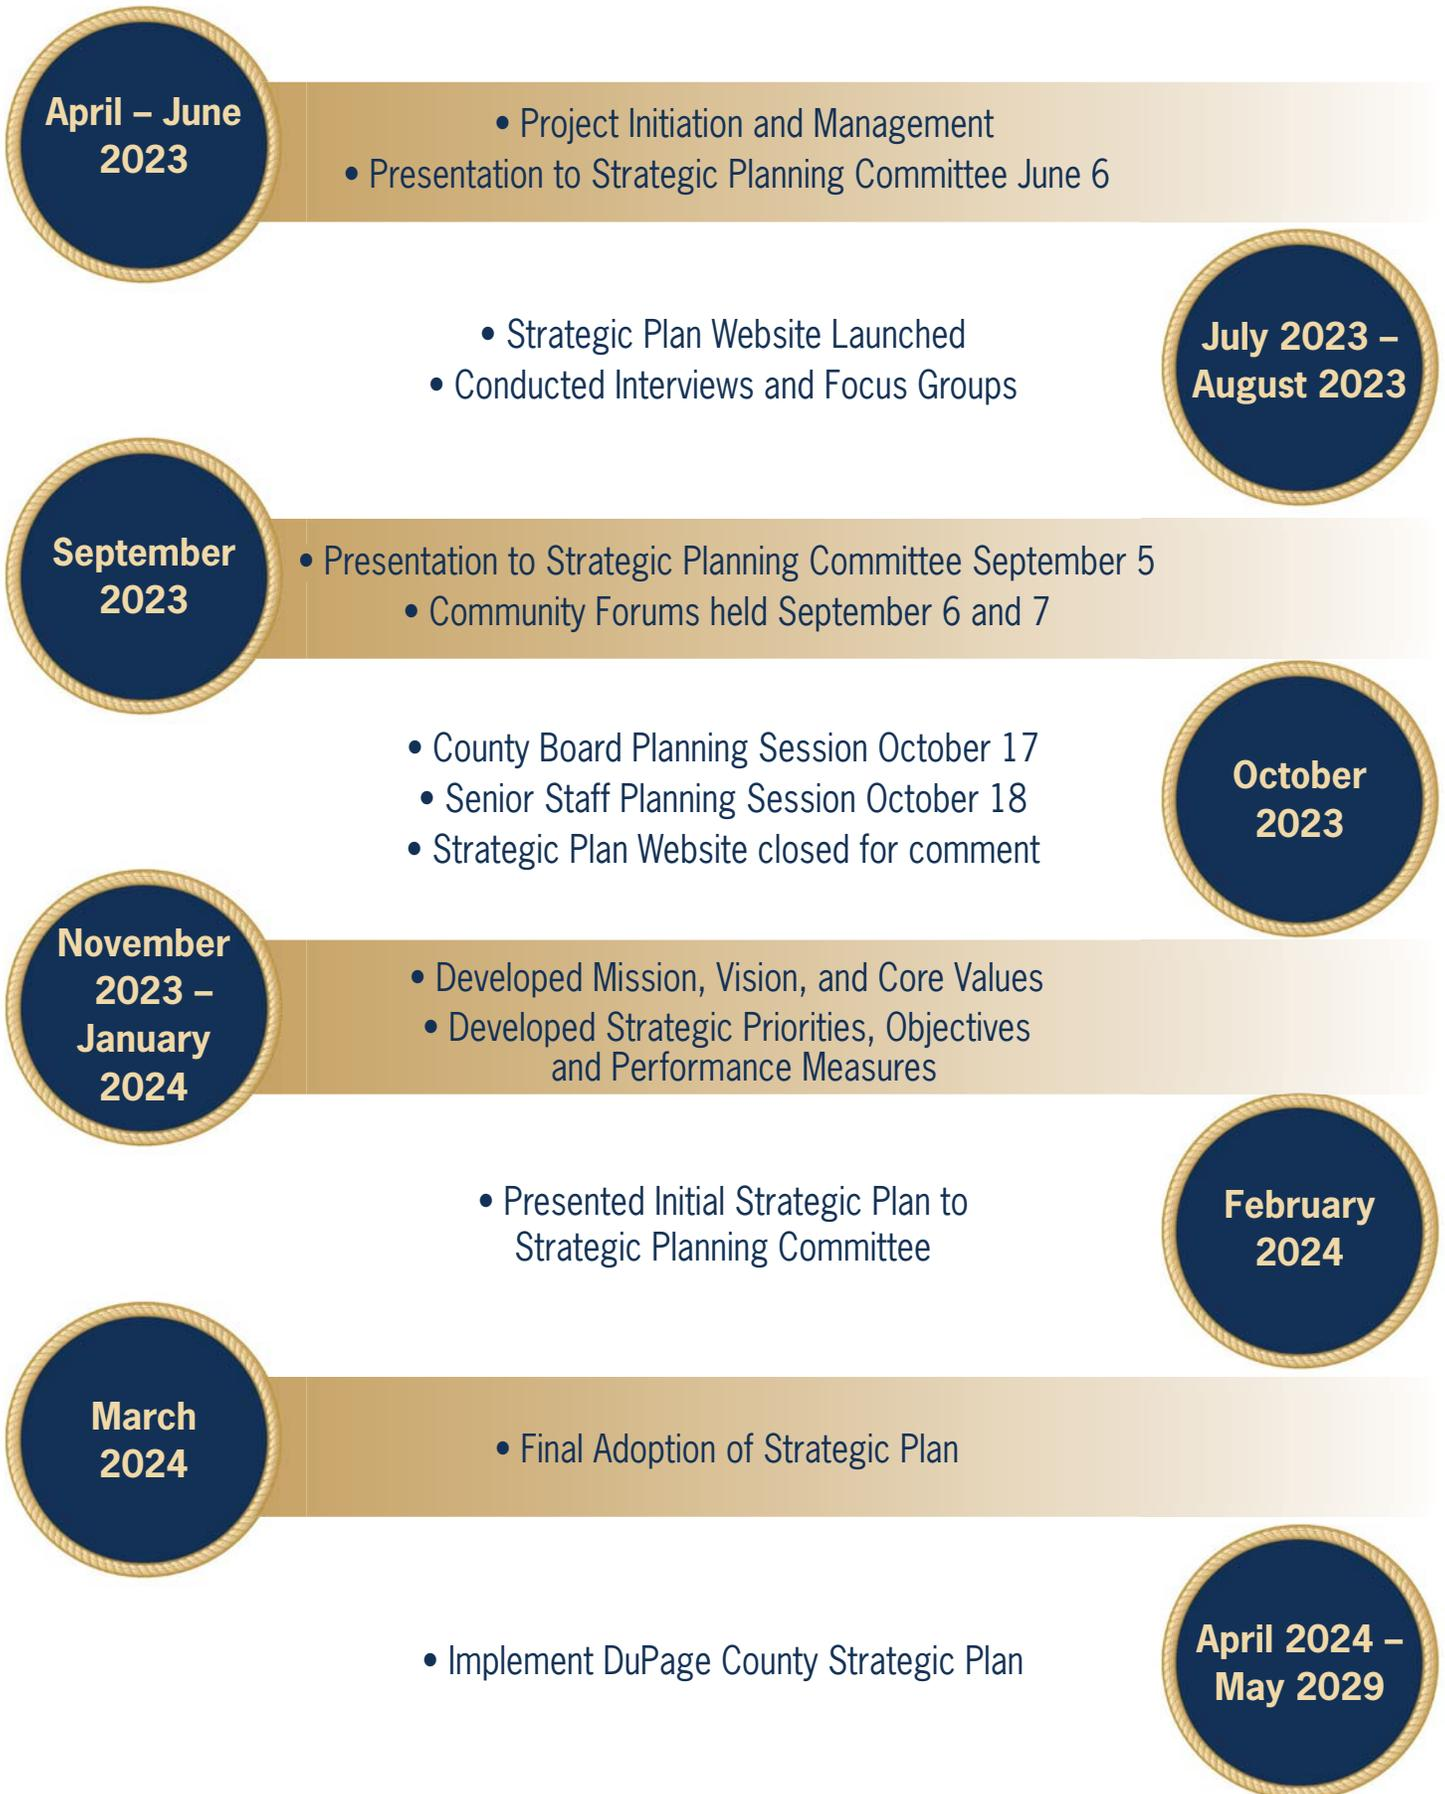 April – June
2023
• Project Initiation and Management
• Presentation to Strategic Planning Committee June 6
• Strategic Plan Website Launched
• Conducted Interviews and Focus Groups
July 2023 –
August 2023
September
2023
• Presentation to Strategic Planning Committee September 5
• Community Forums held September 6 and 7
• County Board Planning Session October 17
• Senior Staff Planning Session October 18
• Strategic Plan Website closed for comment
October
2023
November
2023 –
January
2024
• Developed Mission, Vision, and Core Values
• Developed Strategic Priorities, Objectives
and Performance Measures
• Presented Initial Strategic Plan to
Strategic Planning Committee
February
2024
March
2024
• Final Adoption of Strategic Plan
• Implement DuPage County Strategic Plan
April 2024 –
May 2029